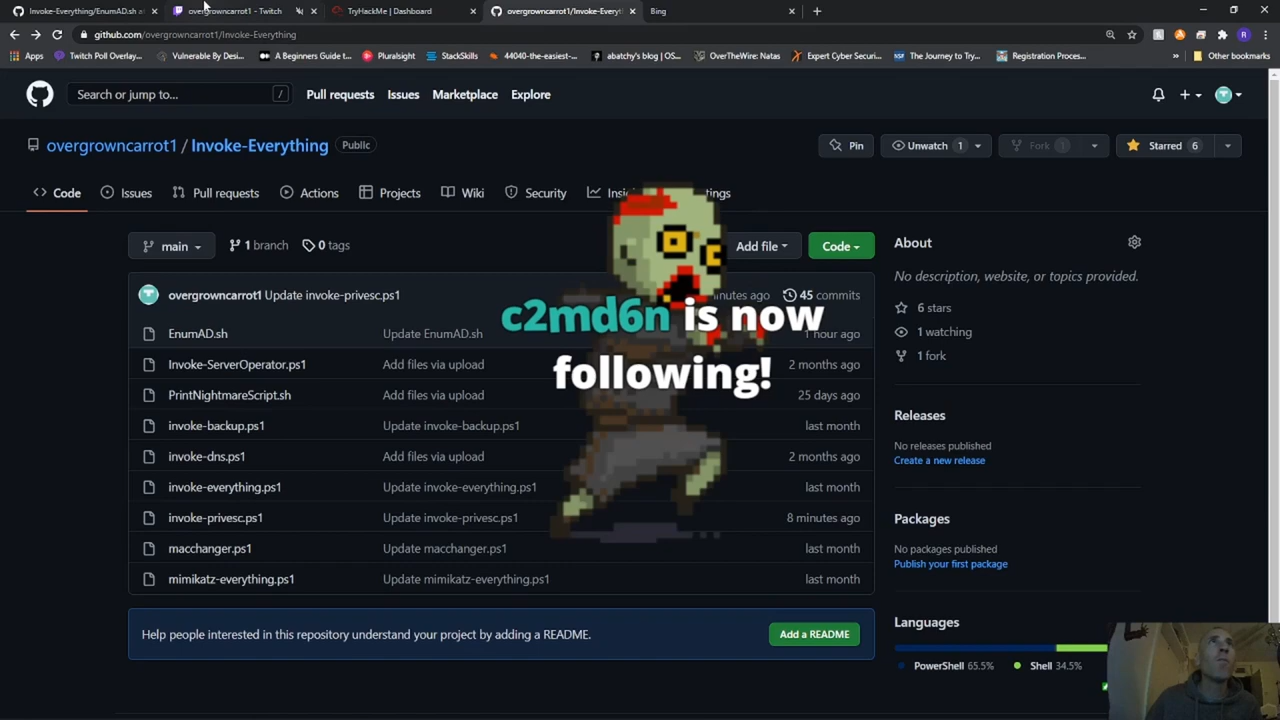 Invoke-Everything/EnumAD.sh at
overgrowncarrot1 - Twitch
TryHackMe | Dashboard
overgrowncarrot1/Invoke-Everythi
Bing
github.com/overgrowncarrot1/Invoke-Everything
Apps
Twitch Poll Overlay...
Vulnerable By Desi...
A Beginners Guide t...
Pluralsight
StackSkills
44040-the-easiest-...
abatchy's blog | OS...
OverTheWire: Natas
Expert Cyber Securi...
The Journey to Try...
Registration Proces...
»
Other bookmarks
Search or jump to...
/
Pull requests
Issues
Marketplace
Explore
overgrowncarrot1 / Invoke-Everything
Public
Pin
Unwatch 1
Fork 1
Starred 6
Code
Issues
Pull requests
Actions
Projects
Wiki
Security
main
1 branch
0 tags
Add file
Code
overgrowncarrot1 Update invoke-privesc.ps1
45 commits
EnumAD.sh
Update EnumAD.sh
1 hour ago
Invoke-ServerOperator.ps1
Add files via upload
2 months ago
PrintNightmareScript.sh
Add files via upload
25 days ago
invoke-backup.ps1
Update invoke-backup.ps1
last month
invoke-dns.ps1
Add files via upload
2 months ago
invoke-everything.ps1
Update invoke-everything.ps1
last month
invoke-privesc.ps1
Update invoke-privesc.ps1
8 minutes ago
macchanger.ps1
Update macchanger.ps1
last month
mimikatz-everything.ps1
Update mimikatz-everything.ps1
last month
c2md6n is now
following!
Help people interested in this repository understand your project by adding a README.
Add a README
About
No description, website, or topics provided.
6 stars
1 watching
1 fork
Releases
No releases published
Create a new release
Packages
No packages published
Publish your first package
Languages
PowerShell 65.5%
Shell 34.5%